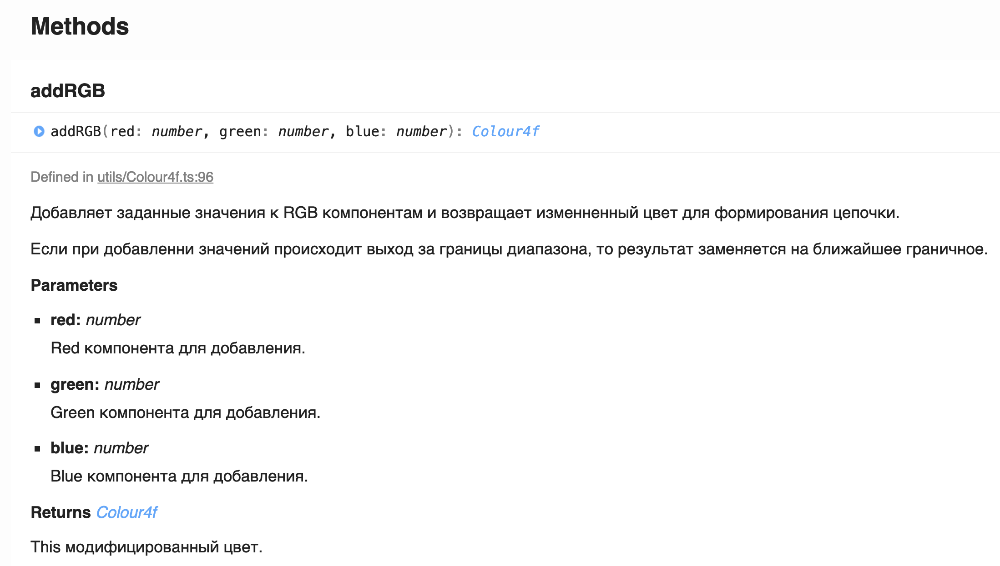 Methods
addRGB
addRGB(red: number, green: number, blue: number): Colour4f
Defined in utils/Colour4f.ts:96
Добавляет заданные значения к RGB компонентам и возвращает изменненный цвет для формирования цепочки.
Если при добавленни значений происходит выход за границы диапазона, то результат заменяется на ближайшее граничное.
Parameters
red: number
Red компонента для добавления.
green: number
Green компонента для добавления.
blue: number
Blue компонента для добавления.
Returns Colour4f
This модифицированный цвет.